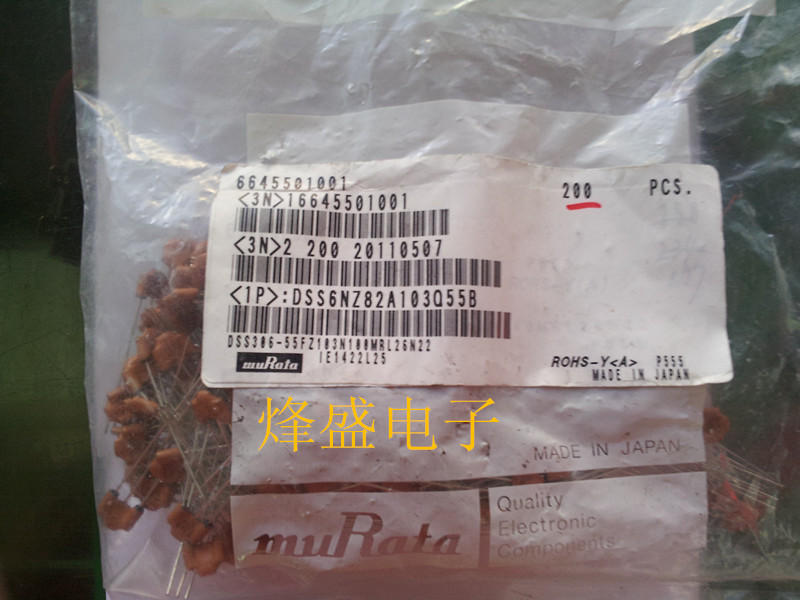 6645501001
200 PCS.
<3N>16645501001
<3N>2 200 20110507
<1P>:DSS6NZ82A103Q55B
DSS306-55FZ103N100MRL26N22
IE1422L25
muRata
ROHS-Y<A> P555
MADE IN JAPAN
烽盛电子
MADE IN JAPAN
muRata
Quality
Electronic
Components